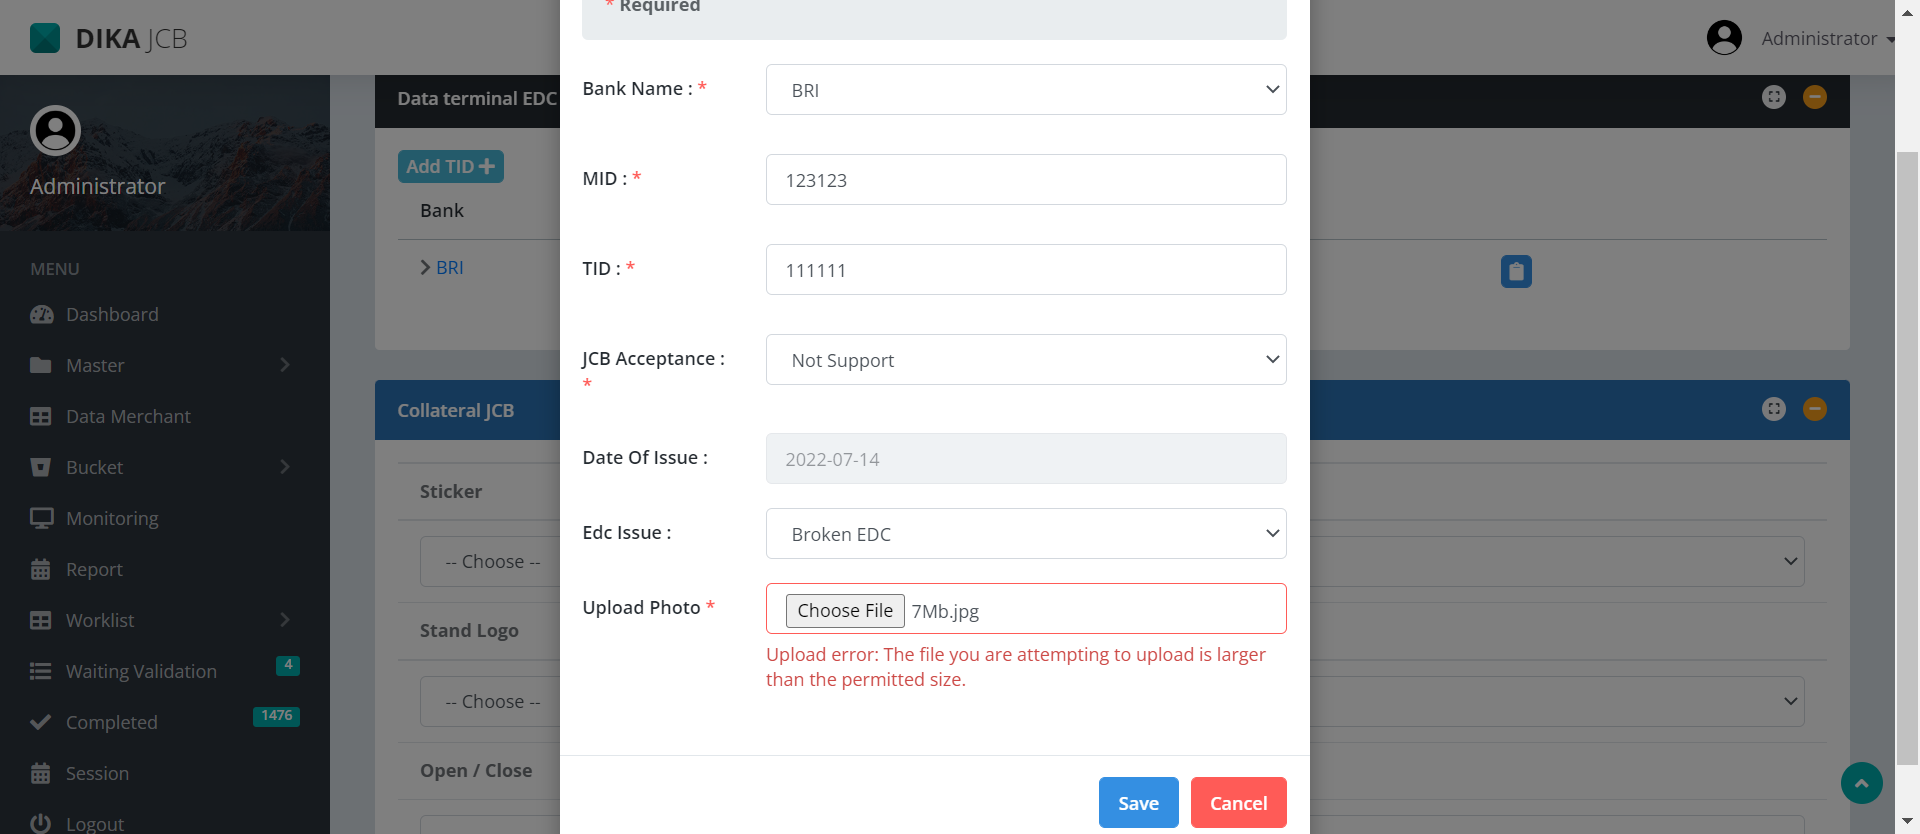 DIKA JCB
Administrator
Administrator
MENU
Dashboard
Master
Data Merchant
Bucket
Monitoring
Report
Worklist
Waiting Validation 4
Completed 1476
Session
Logout
Data terminal EDC
Add TID
Bank
BRI
Collateral JCB
Sticker
-- Choose --
Stand Logo
-- Choose --
Open / Close
* Required
Bank Name : *
BRI
MID : *
123123
TID : *
111111
JCB Acceptance :
*
Not Support
Date Of Issue :
2022-07-14
Edc Issue :
Broken EDC
Upload Photo *
Choose File 7Mb.jpg
Upload error: The file you are attempting to upload is larger
than the permitted size.
Save
Cancel